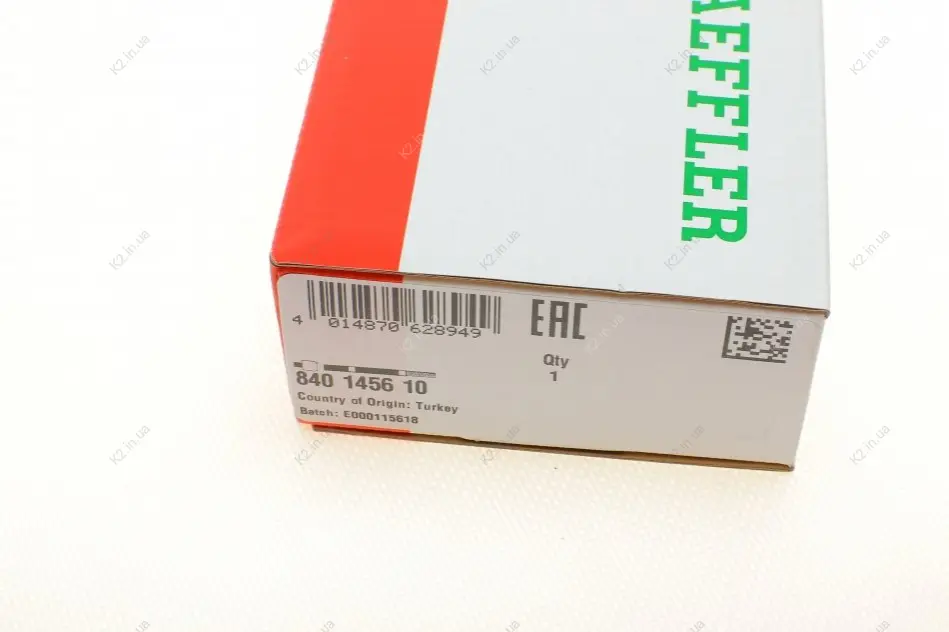 AEFFLER
4 014870 628949
EAC
Qty
1
840 1456 10
Country of Origin: Turkey
Batch: E000115618
K2.in.ua